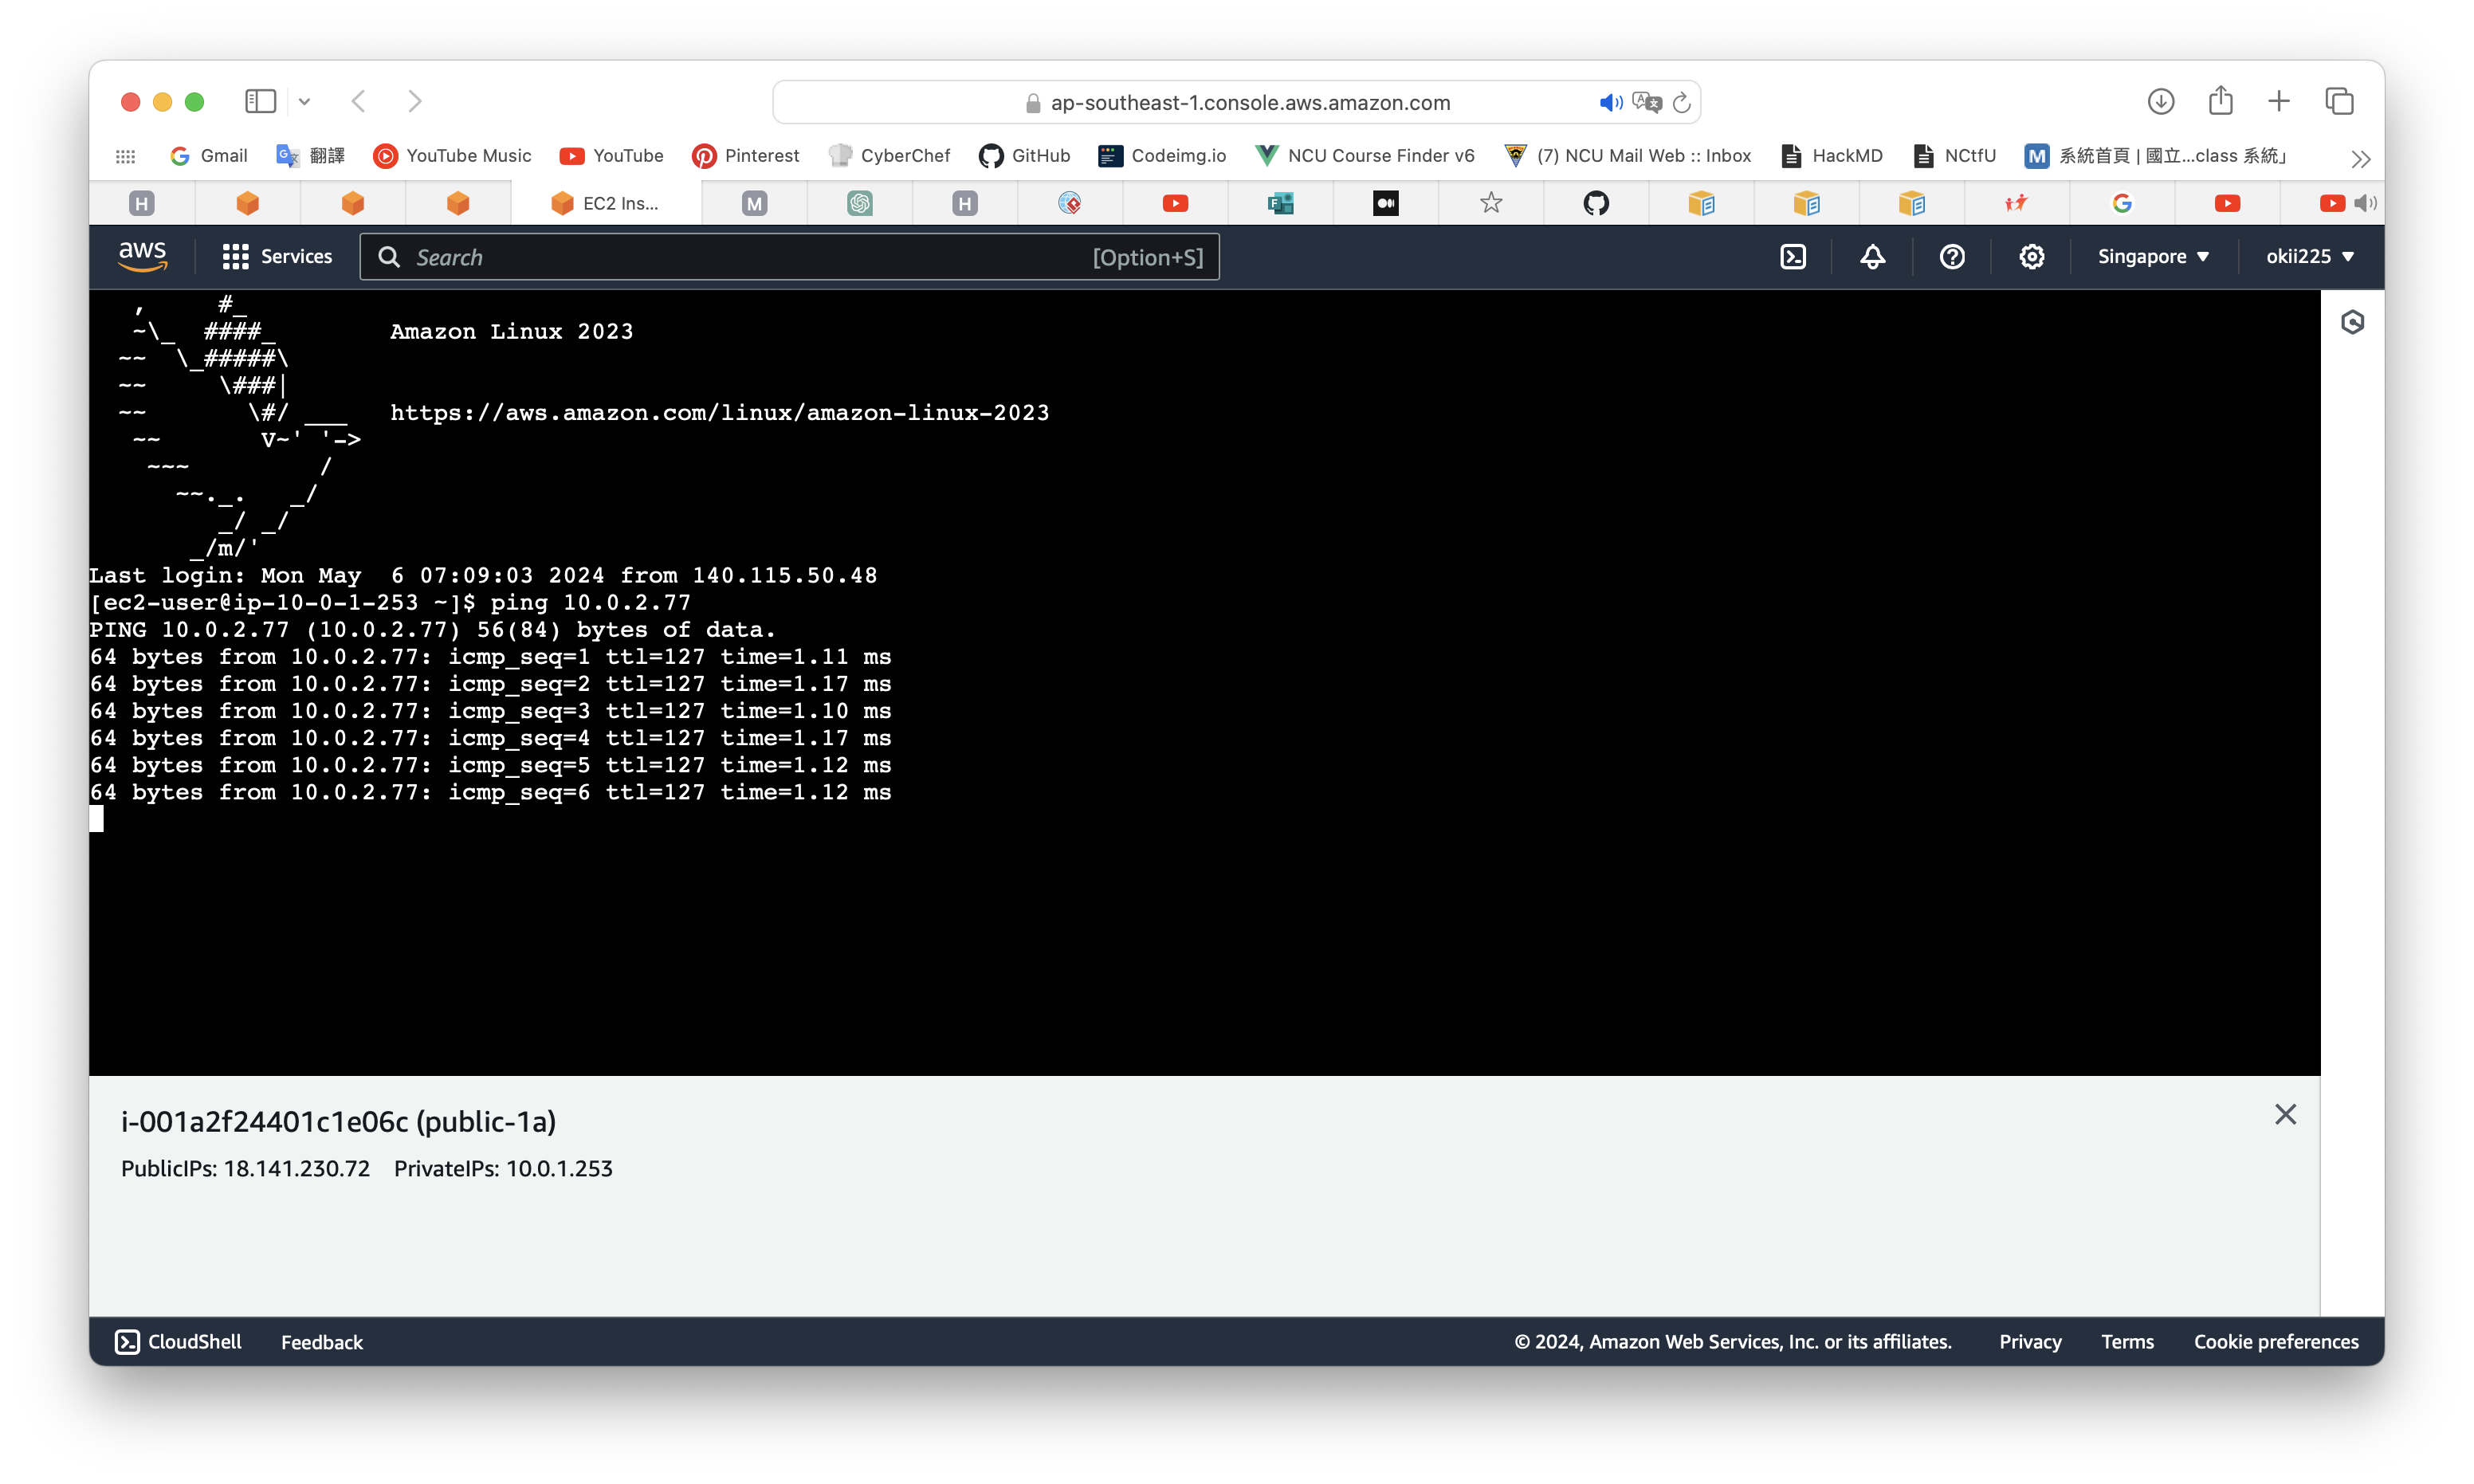 ap-southeast-1.console.aws.amazon.com
Gmail 翻譯 YouTube Music YouTube Pinterest CyberChef GitHub Codeimg.io NCU Course Finder v6 (7) NCU Mail Web :: Inbox HackMD NCtfU M 系統首頁 | 國立...class 系統」
H EC2 Ins... M H
aws Services Search [Option+S] Singapore okii225
   ,     #_
   ~\_  ####_        Amazon Linux 2023
  ~~  \_#####\
  ~~     \###|
  ~~       \#/ ___   https://aws.amazon.com/linux/amazon-linux-2023
   ~~       V~' '->
    ~~~         /
      ~~._.   _/
         _/ _/
       _/m/'
Last login: Mon May  6 07:09:03 2024 from 140.115.50.48
[ec2-user@ip-10-0-1-253 ~]$ ping 10.0.2.77
PING 10.0.2.77 (10.0.2.77) 56(84) bytes of data.
64 bytes from 10.0.2.77: icmp_seq=1 ttl=127 time=1.11 ms
64 bytes from 10.0.2.77: icmp_seq=2 ttl=127 time=1.17 ms
64 bytes from 10.0.2.77: icmp_seq=3 ttl=127 time=1.10 ms
64 bytes from 10.0.2.77: icmp_seq=4 ttl=127 time=1.17 ms
64 bytes from 10.0.2.77: icmp_seq=5 ttl=127 time=1.12 ms
64 bytes from 10.0.2.77: icmp_seq=6 ttl=127 time=1.12 ms
i-001a2f24401c1e06c (public-1a)
PublicIPs: 18.141.230.72 PrivateIPs: 10.0.1.253
CloudShell Feedback © 2024, Amazon Web Services, Inc. or its affiliates. Privacy Terms Cookie preferences